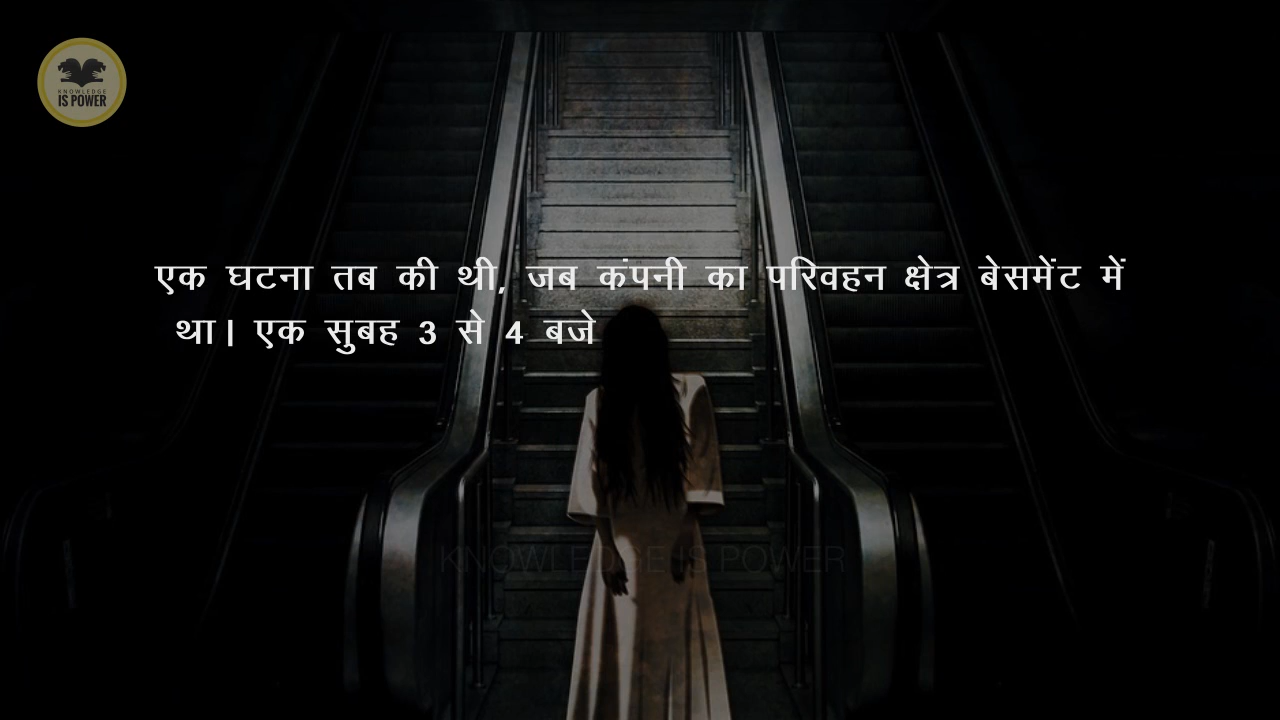 KNOWLEDGE
IS POWER
एक घटना तब की थी, जब कंपनी का परिवहन क्षेत्र बेसमेंट में
था। एक सुबह 3 से 4 बजे
KNOWLEDGE IS POWER